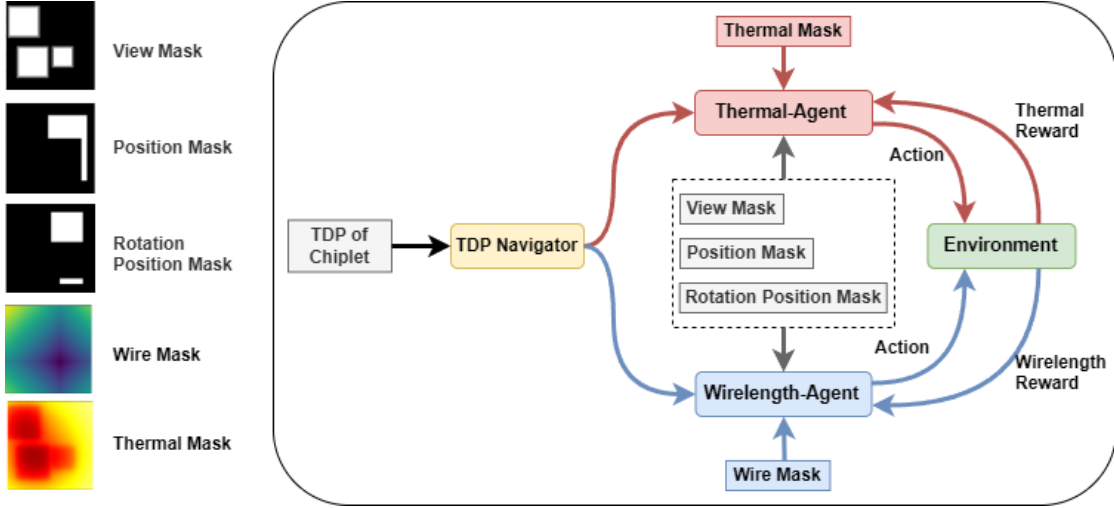 View Mask
Position Mask
Rotation
Position Mask
Wire Mask
Thermal Mask
Thermal Mask
Thermal-Agent
Thermal
Reward
Action
View Mask
Position Mask
Rotation Position Mask
TDP of
Chiplet
TDP Navigator
Environment
Action
Wirelength
Reward
Wirelength-Agent
Wire Mask